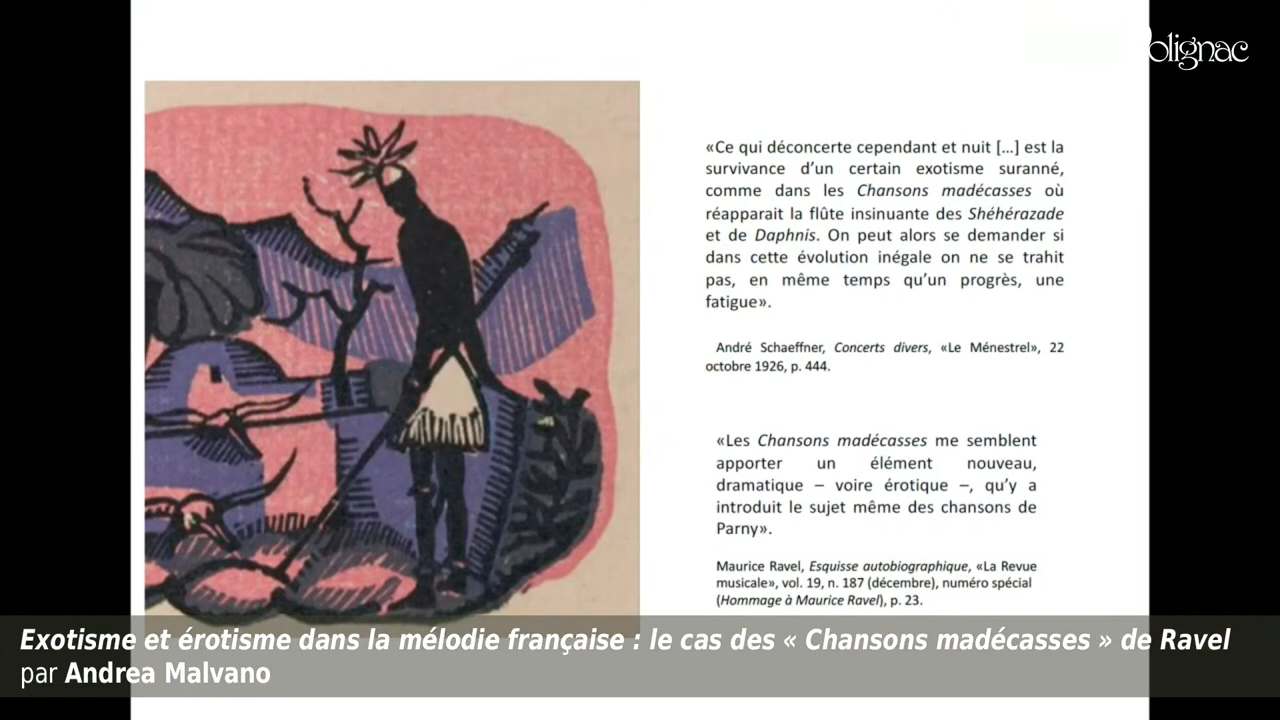 olignac
«Ce qui déconcerte cependant et nuit [...] est la
survivance d'un certain exotisme suranné,
comme dans les Chansons madécasses où
réapparait la flûte insinuante des Shéhérazade
et de Daphnis. On peut alors se demander si
dans cette évolution inégale on ne se trahit
pas, en même temps qu'un progrès, une
fatigue».
André Schaeffner, Concerts divers, «Le Ménestrel», 22
octobre 1926, p. 444.
«Les Chansons madécasses me semblent
apporter un élément nouveau,
dramatique – voire érotique –, qu'y a
introduit le sujet même des chansons de
Parny».
Maurice Ravel, Esquisse autobiographique, «La Revue
musicale», vol. 19, n. 187 (décembre), numéro spécial
(Hommage à Maurice Ravel), p. 23.
Exotisme et érotisme dans la mélodie française : le cas des « Chansons madécasses » de Ravel
par Andrea Malvano